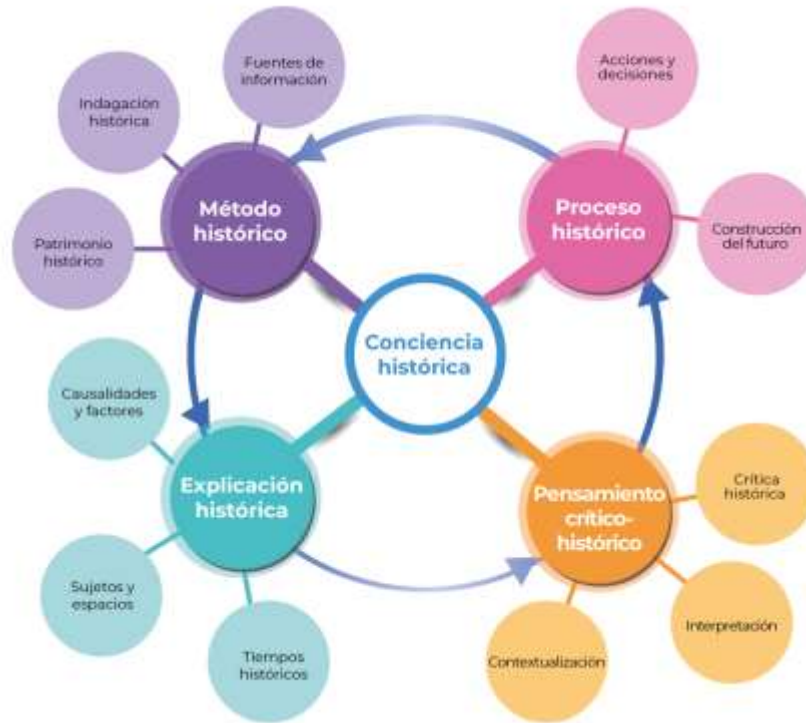 Fuentes de
información
Indagación
histórica
Patrimonio
histórico
Método
histórico
Acciones y
decisiones
Construcción
del futuro
Proceso
histórico
Conciencia
histórica
Causalidades
y factores
Sujetos y
espacios
Tiempos
históricos
Explicación
histórica
Pensamiento
crítico-
histórico
Crítica
histórica
Interpretación
Contextualización